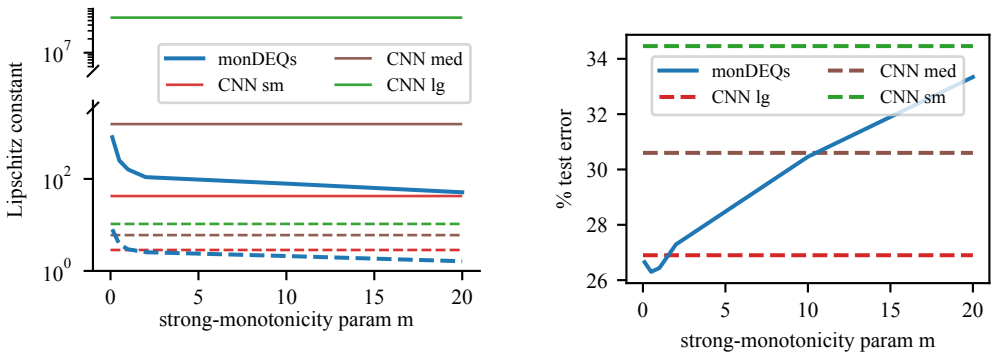 Lipschitz constant
10^7
10^2
10^0
monDEQs
CNN sm
CNN med
CNN lg
0 5 10 15 20
strong-monotonicity param m
% test error
34
32
30
28
26
monDEQs
CNN lg
CNN med
CNN sm
0 5 10 15 20
strong-monotonicity param m